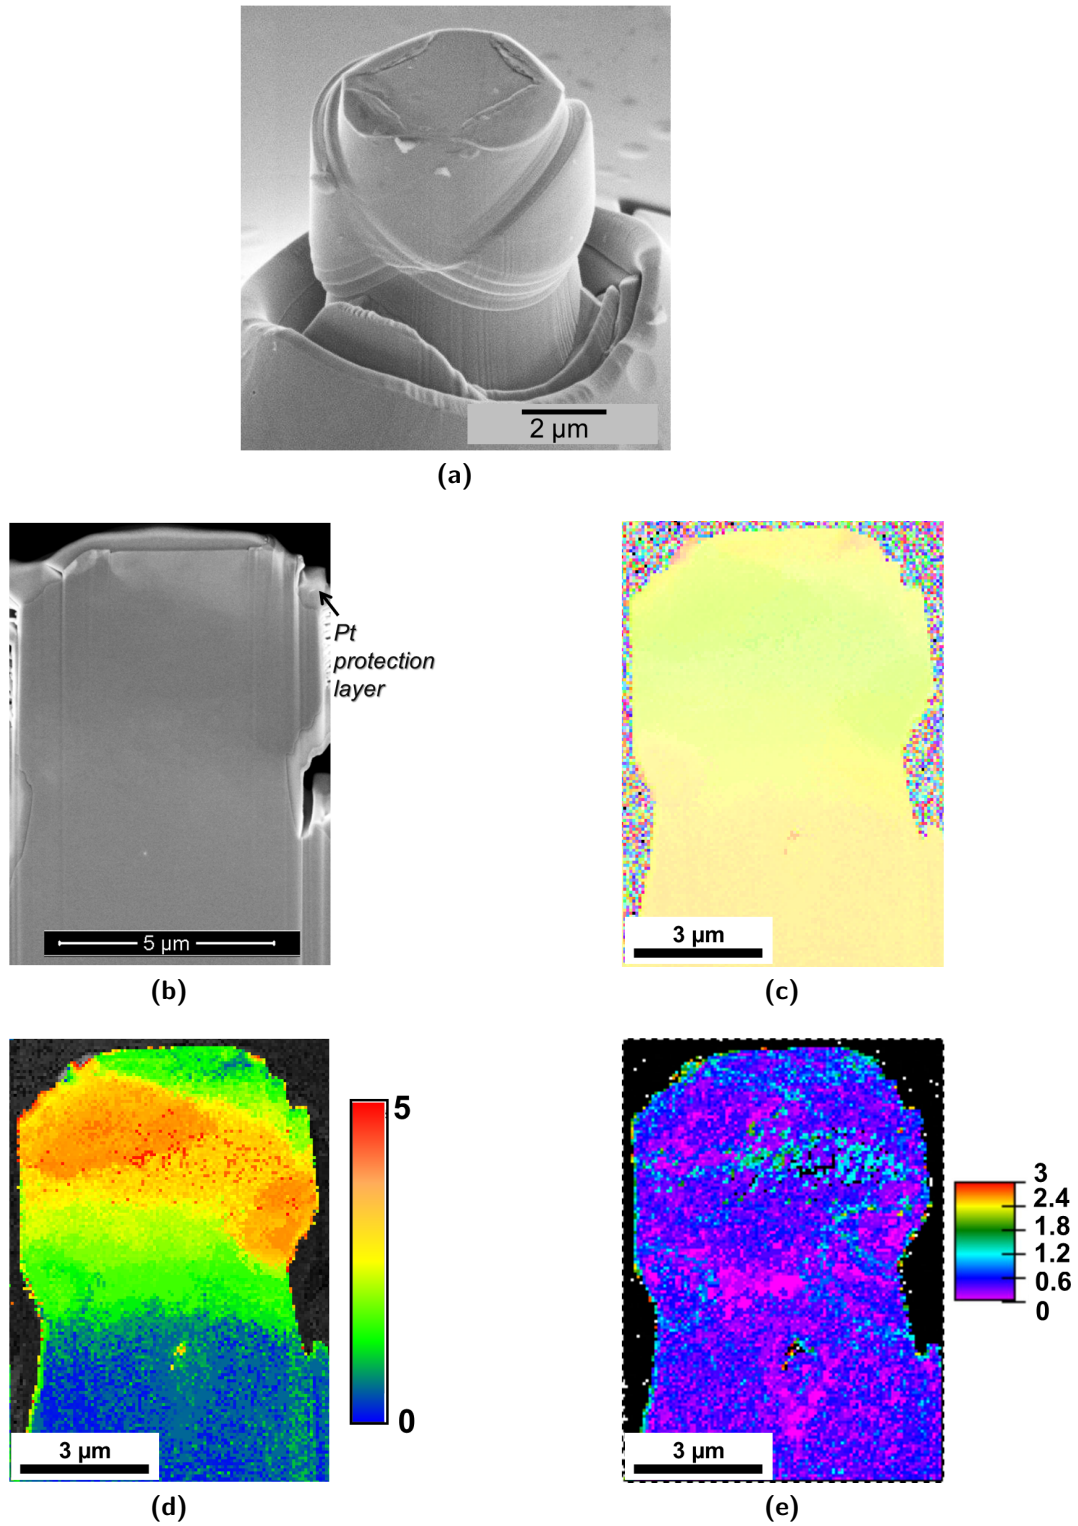 2 µm
(a)
Pt
protection
layer
5 µm
(b)
3 µm
(c)
5
0
3 µm
(d)
3
2.4
1.8
1.2
0.6
0
3 µm
(e)